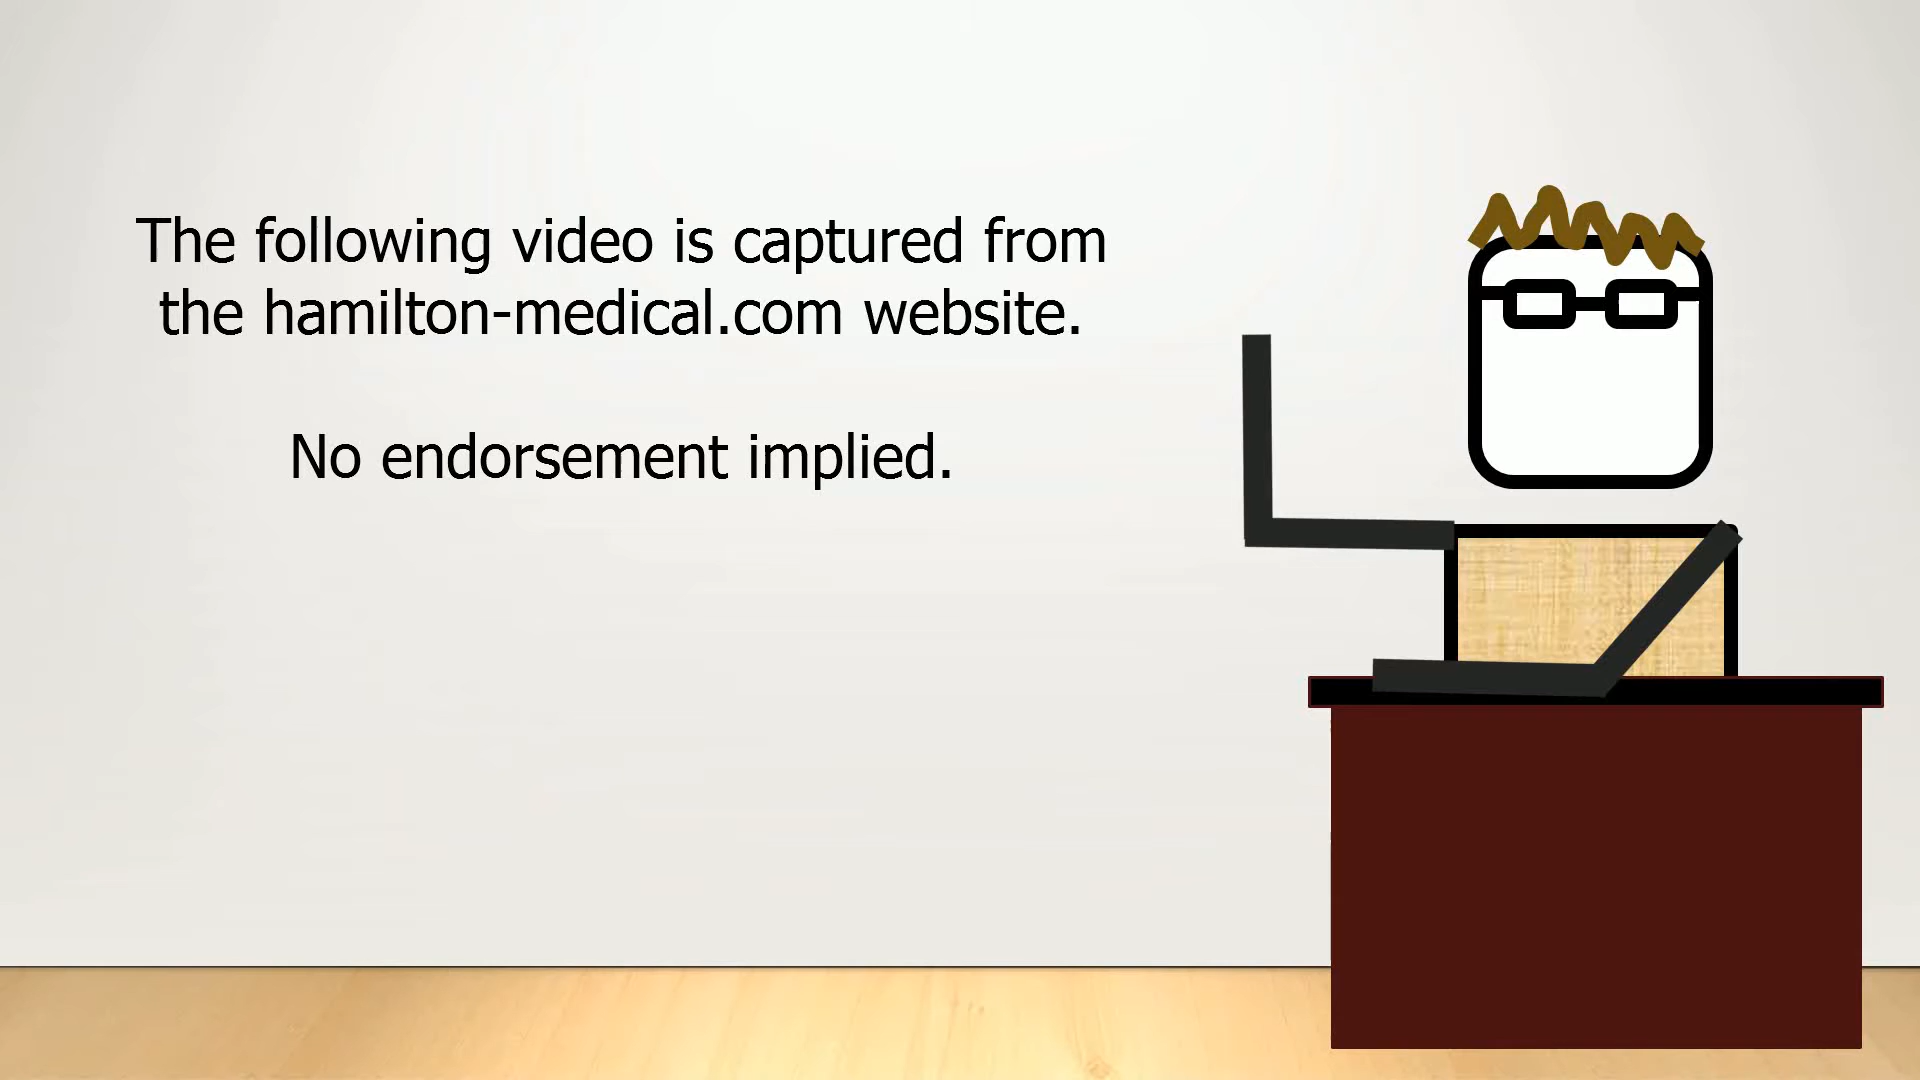 The following video is captured from
the hamilton-medical.com website.
No endorsement implied.